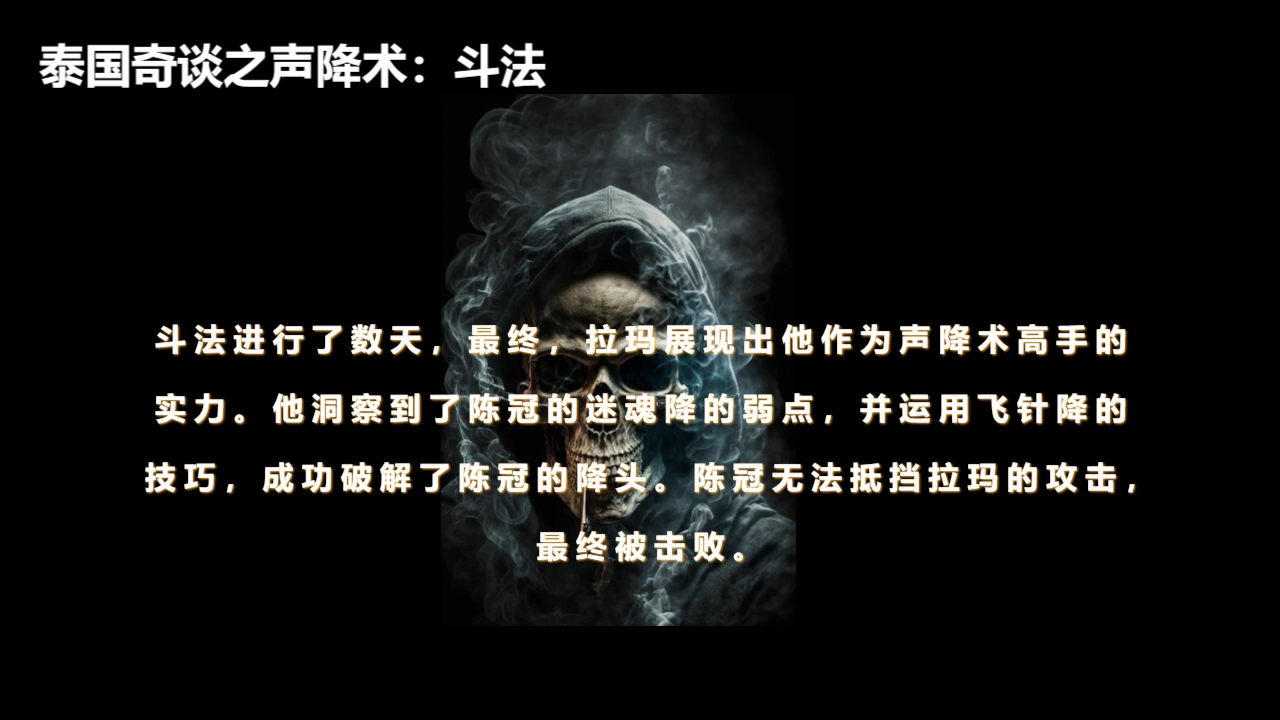 泰国奇谈之声降术：斗法
斗法进行了数天，最终，拉玛展现出他作为声降术高手的
实力。他洞察到了陈冠的迷魂降的弱点，并运用飞针降的
技巧，成功破解了陈冠的降头。陈冠无法抵挡拉玛的攻击，
最终被击败。